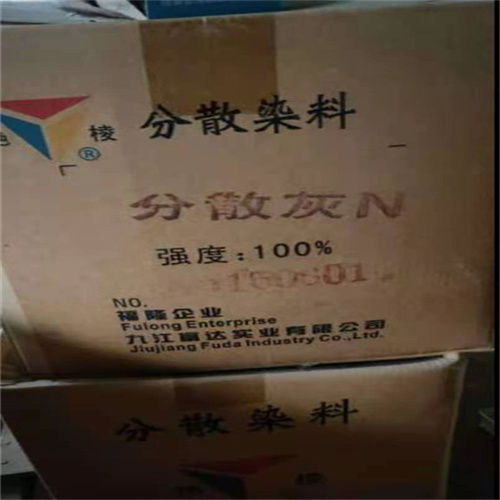 分散染料
艳 棱®
分散灰N
强度:100%
NO.
福隆企业
Fulong Enterprise
九江富达实业有限公司
Jiujiang Fuda Industry Co.,Ltd.
分散染料